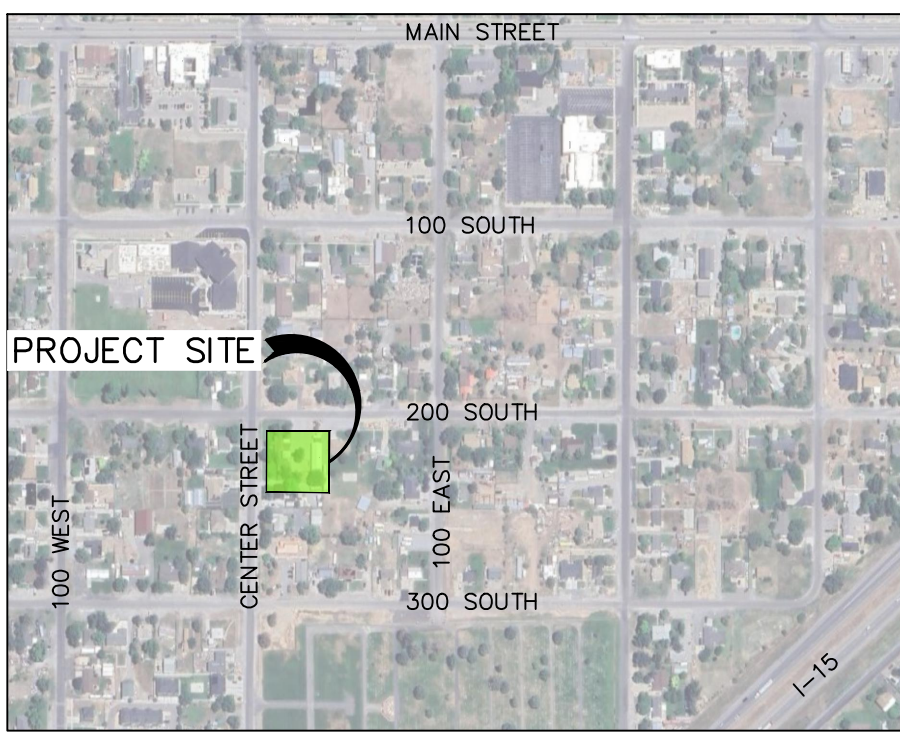 MAIN STREET
100 SOUTH
PROJECT SITE
200 SOUTH
CENTER STREET
100 EAST
100 WEST
300 SOUTH
I-15